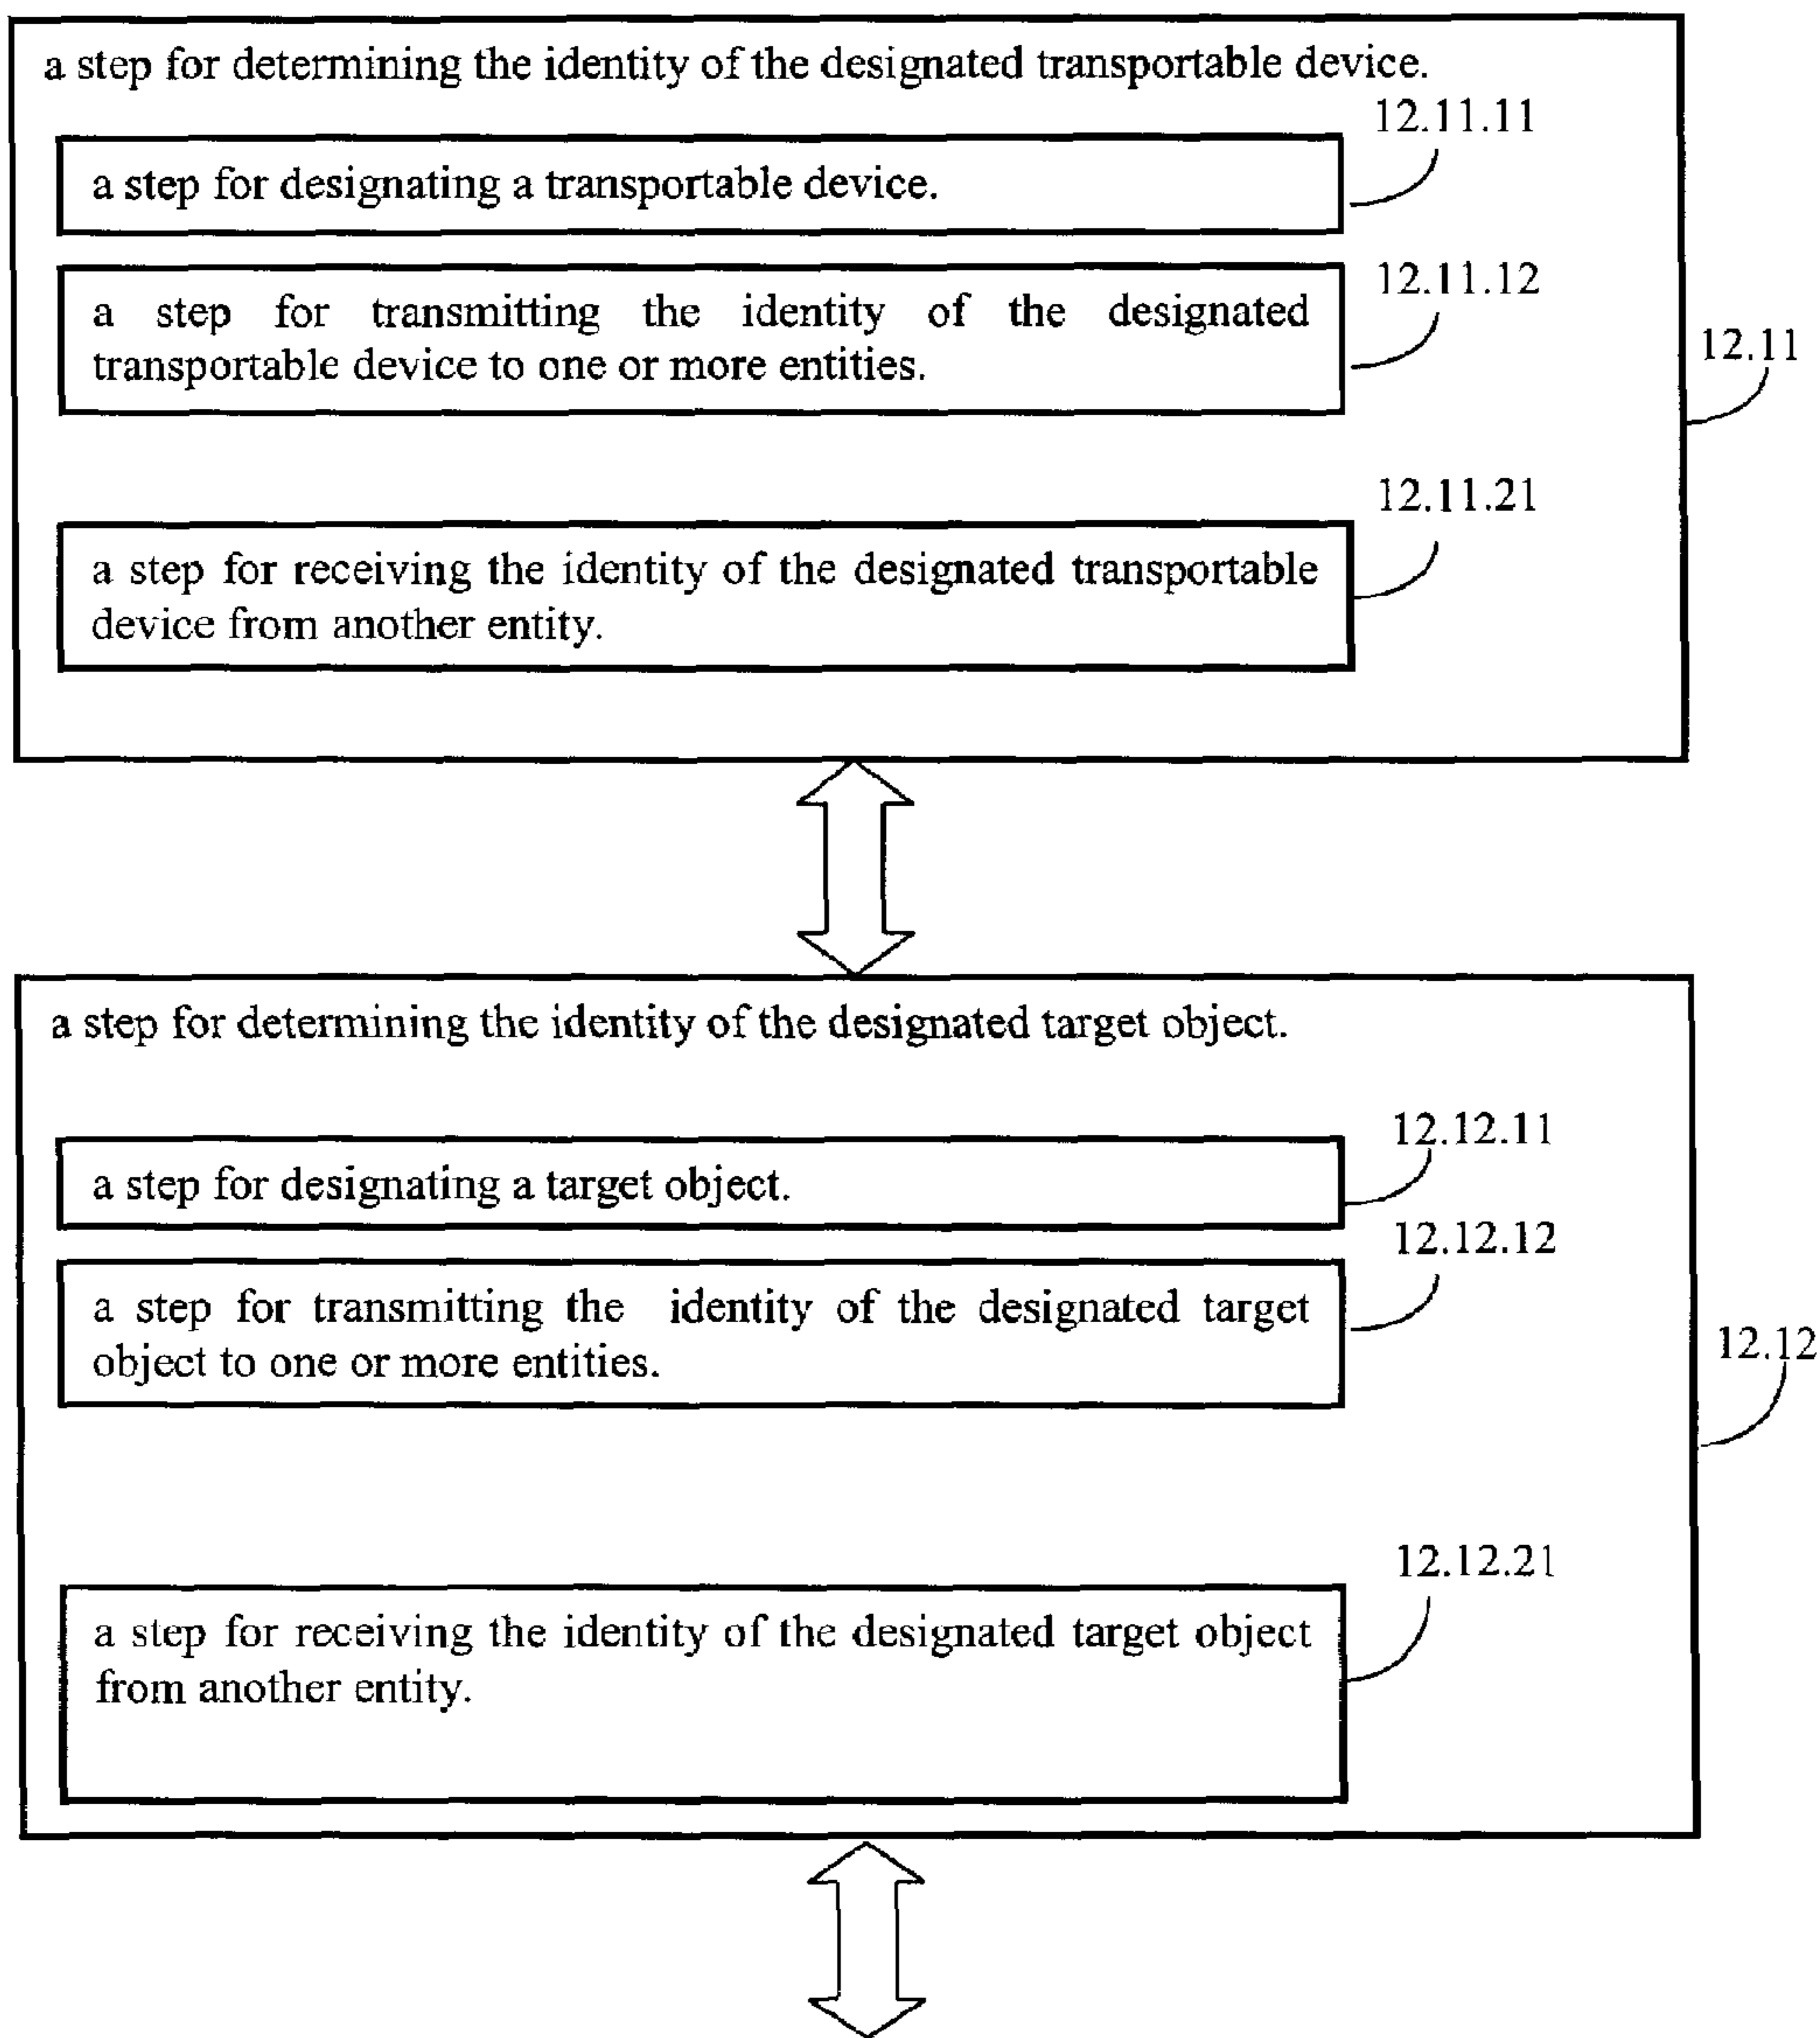 a step for determining the identity of the designated transportable device.
12.11.11
a step for designating a transportable device.
12.11.12
a step for transmitting the identity of the designated
transportable device to one or more entities.
12.11
12.11.21
a step for receiving the identity of the designated transportable
device from another entity.
a step for determining the identity of the designated target object.
12.12.11
a step for designating a target object.
12.12.12
a step for transmitting the identity of the designated target
object to one or more entities.
12.12
12.12.21
a step for receiving the identity of the designated target object
from another entity.